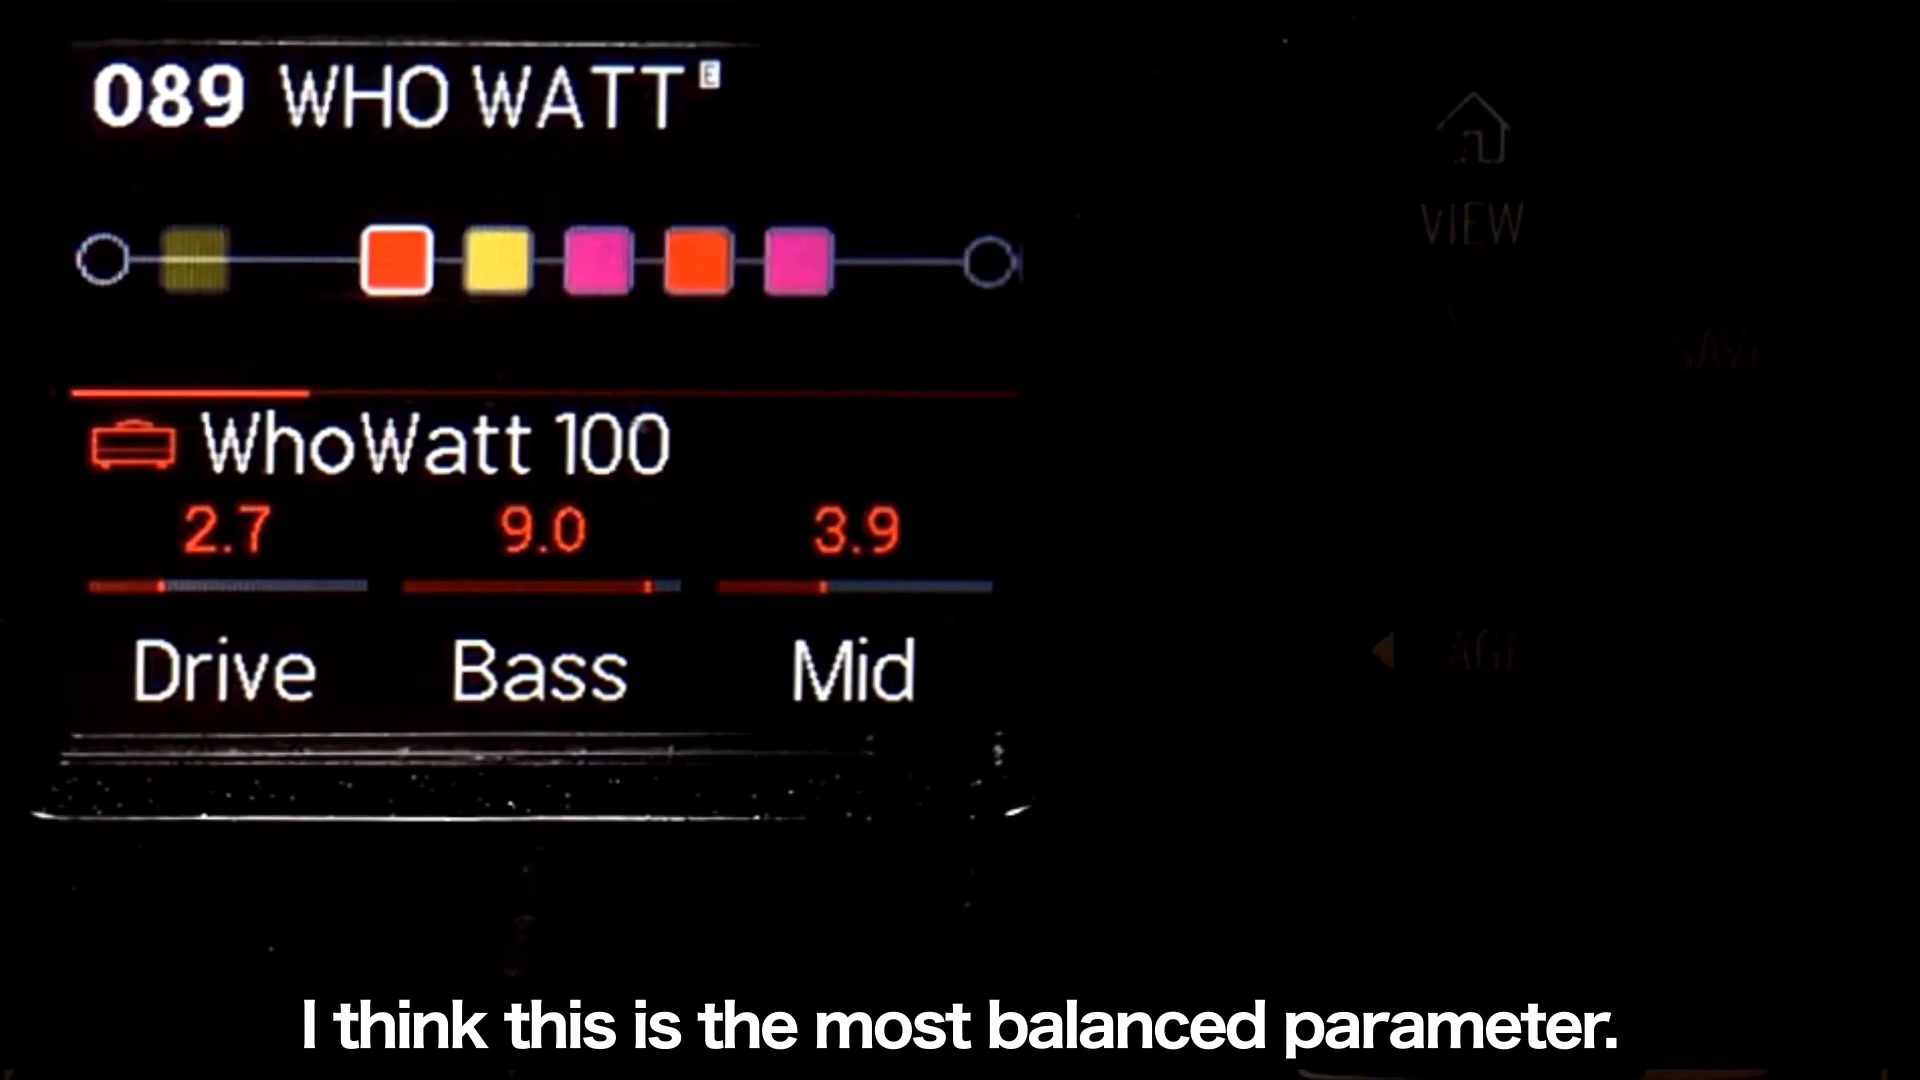 089 WHO WATT E
VIEW
WhoWatt 100
2.7 9.0 3.9
Drive Bass Mid
I think this is the most balanced parameter.